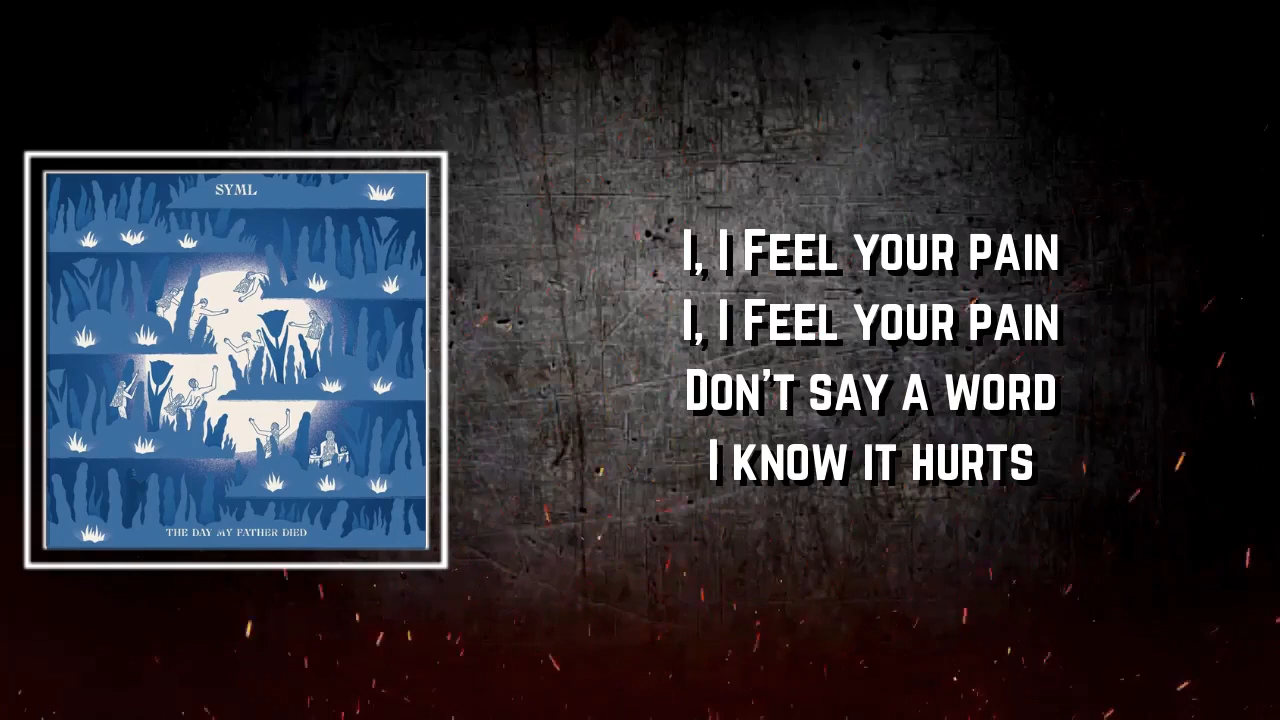 SYML
THE DAY MY FATHER DIED
I, I FEEL YOUR PAIN
I, I FEEL YOUR PAIN
DON'T SAY A WORD
I KNOW IT HURTS